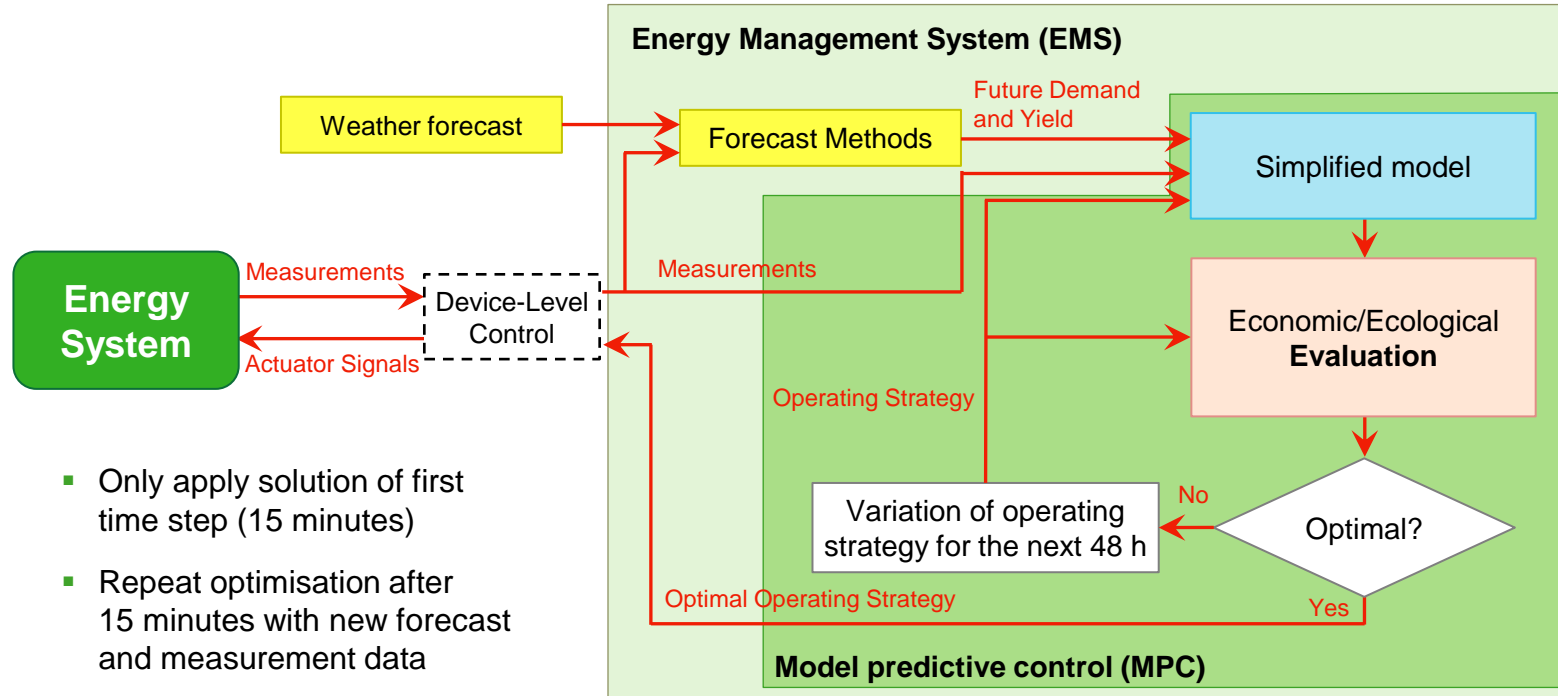 Energy Management System (EMS)
Future Demand
and Yield
Weather forecast
Forecast Methods
Simplified model
Measurements
Measurements
Energy
System
Device-Level
Control
Actuator Signals
Economic/Ecological
Evaluation
Operating Strategy
▪ Only apply solution of first
time step (15 minutes)
▪ Repeat optimisation after
15 minutes with new forecast
and measurement data
Variation of operating
strategy for the next 48 h
No
Optimal?
Yes
Optimal Operating Strategy
Model predictive control (MPC)